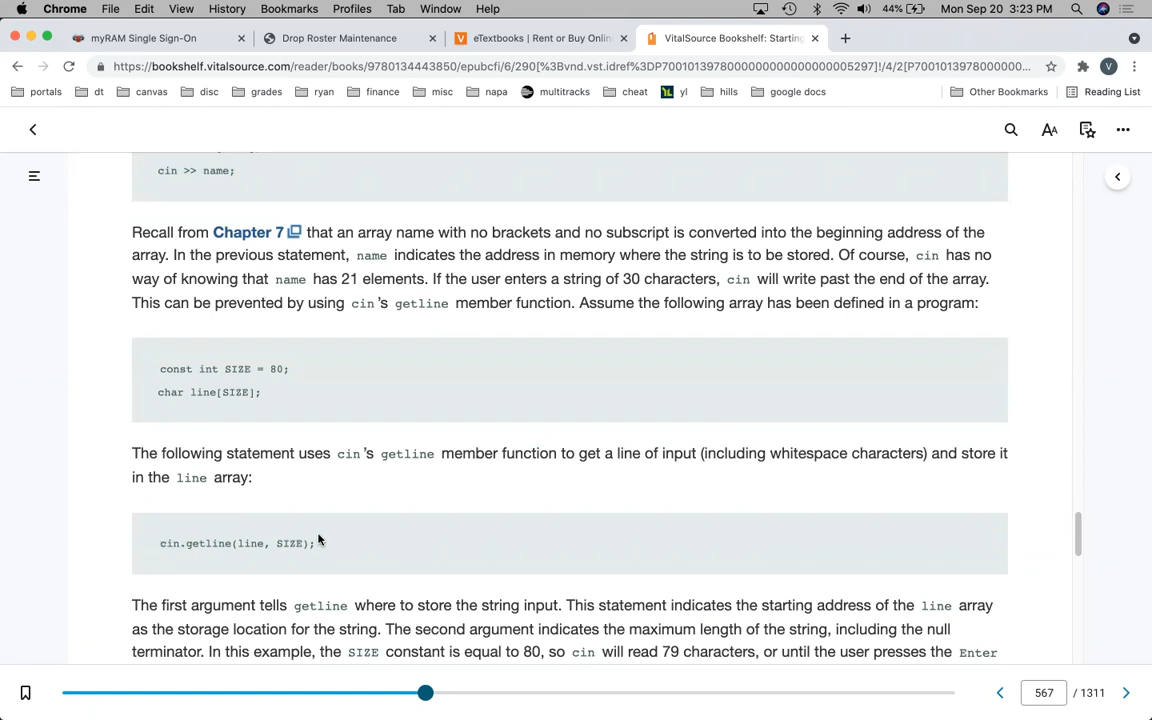 Chrome File Edit View History Bookmarks Profiles Tab Window Help 44% Mon Sep 20 3:23 PM
myRAM Single Sign-On Drop Roster Maintenance eTextbooks | Rent or Buy Onlin VitalSource Bookshelf: Starting
https://bookshelf.vitalsource.com/reader/books/9780134443850/epubcfi/6/290[%3Bvnd.vst.idref%3DP7001013978000000000000000005297]!/4/2[P700101397800000... V
portals dt canvas disc grades ryan finance misc napa multitracks cheat yl hills google docs Other Bookmarks Reading List
AA
cin >> name;
Recall from Chapter 7 that an array name with no brackets and no subscript is converted into the beginning address of the
array. In the previous statement, name indicates the address in memory where the string is to be stored. Of course, cin has no
way of knowing that name has 21 elements. If the user enters a string of 30 characters, cin will write past the end of the array.
This can be prevented by using cin's getline member function. Assume the following array has been defined in a program:
const int SIZE = 80;
char line[SIZE];
The following statement uses cin's getline member function to get a line of input (including whitespace characters) and store it
in the line array:
cin.getline(line, SIZE);
The first argument tells getline where to store the string input. This statement indicates the starting address of the line array
as the storage location for the string. The second argument indicates the maximum length of the string, including the null
terminator. In this example, the SIZE constant is equal to 80, so cin will read 79 characters, or until the user presses the Enter
567 / 1311